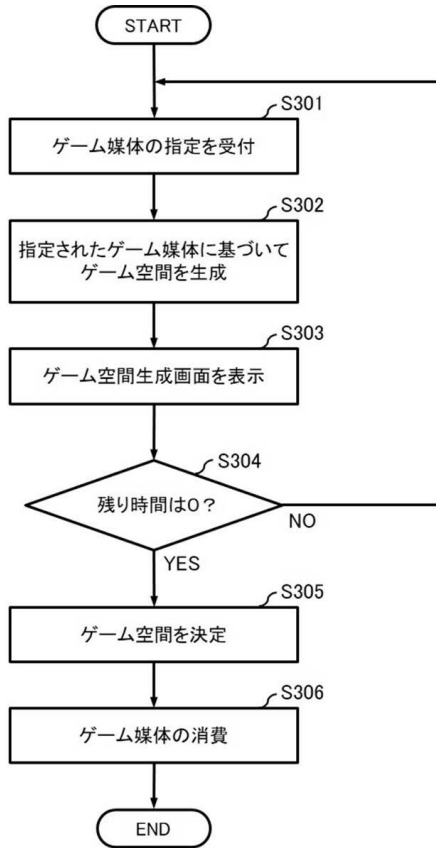 START
S301
ゲーム媒体の指定を受付
S302
指定されたゲーム媒体に基づいて
ゲーム空間を生成
S303
ゲーム空間生成画面を表示
S304
残り時間は0?
NO
YES
S305
ゲーム空間を決定
S306
ゲーム媒体の消費
END